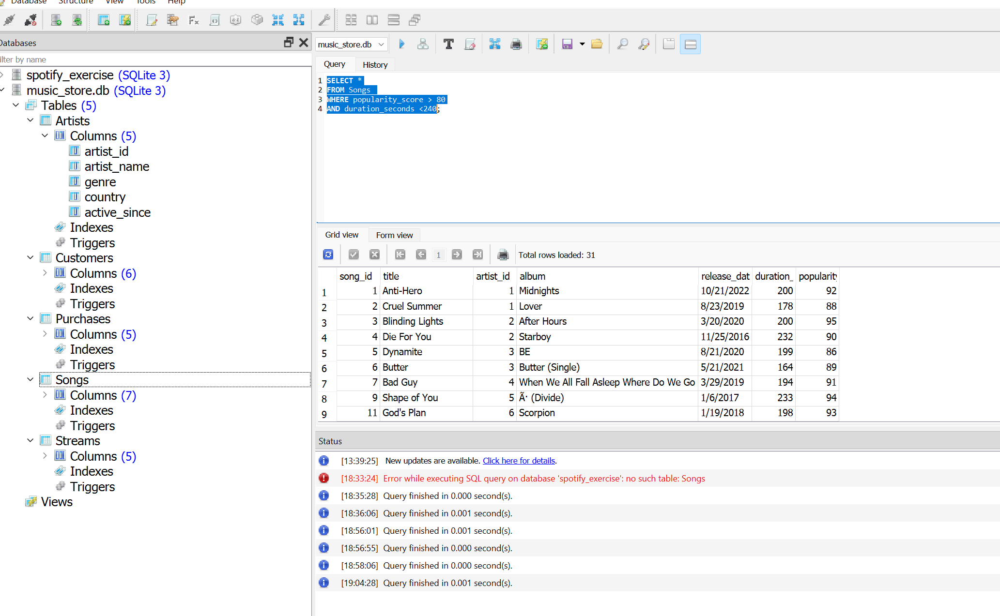 Database Structure View Tools Help
Databases
ilter by name
spotify_exercise (SQLite 3)
music_store.db (SQLite 3)
Tables (5)
Artists
Columns (5)
artist_id
artist_name
genre
country
active_since
Indexes
Triggers
Customers
Columns (6)
Indexes
Triggers
Purchases
Columns (5)
Indexes
Triggers
Songs
Columns (7)
Indexes
Triggers
Streams
Columns (5)
Indexes
Triggers
Views
music_store.db
Query History
1 SELECT *
2 FROM Songs
3 WHERE popularity_score > 80
4 AND duration_seconds <240;
Grid view Form view
1 Total rows loaded: 31
song_id title artist_id album release_dat duration_ popularity
1 1 Anti-Hero 1 Midnights 10/21/2022 200 92
2 2 Cruel Summer 1 Lover 8/23/2019 178 88
3 3 Blinding Lights 2 After Hours 3/20/2020 200 95
4 4 Die For You 2 Starboy 11/25/2016 232 90
5 5 Dynamite 3 BE 8/21/2020 199 86
6 6 Butter 3 Butter (Single) 5/21/2021 164 89
7 7 Bad Guy 4 When We All Fall Asleep Where Do We Go 3/29/2019 194 91
8 9 Shape of You 5 Ã· (Divide) 1/6/2017 233 94
9 11 God's Plan 6 Scorpion 1/19/2018 198 93
Status
[13:39:25] New updates are available. Click here for details.
[18:33:24] Error while executing SQL query on database 'spotify_exercise': no such table: Songs
[18:35:28] Query finished in 0.000 second(s).
[18:36:06] Query finished in 0.001 second(s).
[18:56:01] Query finished in 0.001 second(s).
[18:56:55] Query finished in 0.000 second(s).
[18:58:06] Query finished in 0.000 second(s).
[19:04:28] Query finished in 0.001 second(s).